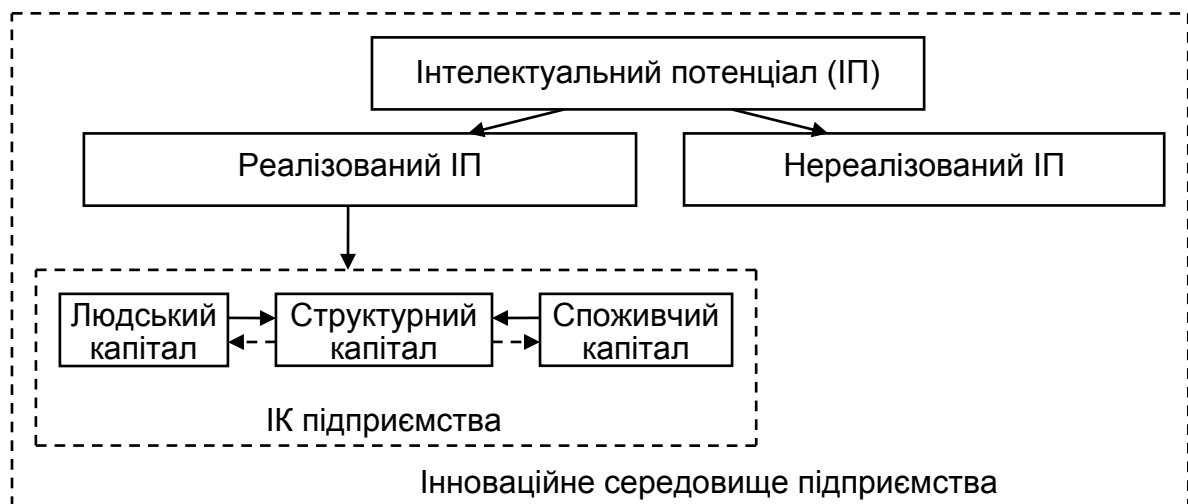 Інтелектуальний потенціал (ІП)
Реалізований ІП
Нереалізований ІП
Людський
капітал
Структурний
капітал
Споживчий
капітал
ІК підприємства
Інноваційне середовище підприємства